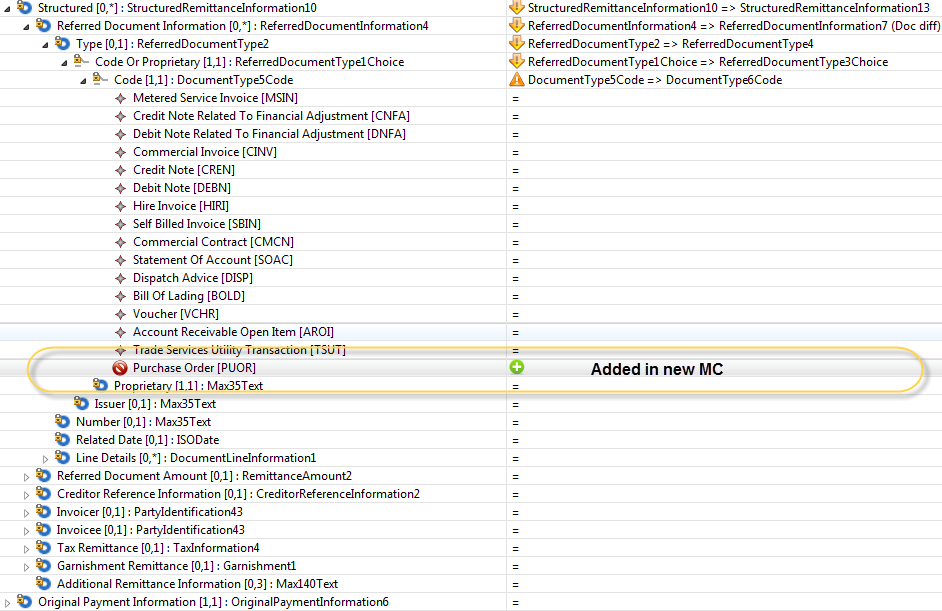 Structured [0,*] : StructuredRemittanceInformation10 StructuredRemittanceInformation10 => StructuredRemittanceInformation13
Referred Document Information [0,*] : ReferredDocumentInformation4 ReferredDocumentInformation4 => ReferredDocumentInformation7 (Doc diff)
Type [0,1] : ReferredDocumentType2 ReferredDocumentType2 => ReferredDocumentType4
Code Or Proprietary [1,1] : ReferredDocumentType1Choice ReferredDocumentType1Choice => ReferredDocumentType3Choice
Code [1,1] : DocumentType5Code DocumentType5Code => DocumentType6Code
Metered Service Invoice [MSIN] =
Credit Note Related To Financial Adjustment [CNFA] =
Debit Note Related To Financial Adjustment [DNFA] =
Commercial Invoice [CINV] =
Credit Note [CREN] =
Debit Note [DEBN] =
Hire Invoice [HIRI] =
Self Billed Invoice [SBIN] =
Commercial Contract [CMCN] =
Statement Of Account [SOAC] =
Dispatch Advice [DISP] =
Bill Of Lading [BOLD] =
Voucher [VCHR] =
Account Receivable Open Item [AROI] =
Trade Services Utility Transaction [TSUT] =
Purchase Order [PUOR] Added in new MC
Proprietary [1,1] : Max35Text =
Issuer [0,1] : Max35Text =
Number [0,1] : Max35Text =
Related Date [0,1] : ISODate =
Line Details [0,*] : DocumentLineInformation1 =
Referred Document Amount [0,1] : RemittanceAmount2 =
Creditor Reference Information [0,1] : CreditorReferenceInformation2 =
Invoicer [0,1] : PartyIdentification43 =
Invoicee [0,1] : PartyIdentification43 =
Tax Remittance [0,1] : TaxInformation4 =
Garnishment Remittance [0,1] : Garnishment1 =
Additional Remittance Information [0,3] : Max140Text =
Original Payment Information [1,1] : OriginalPaymentInformation6 =